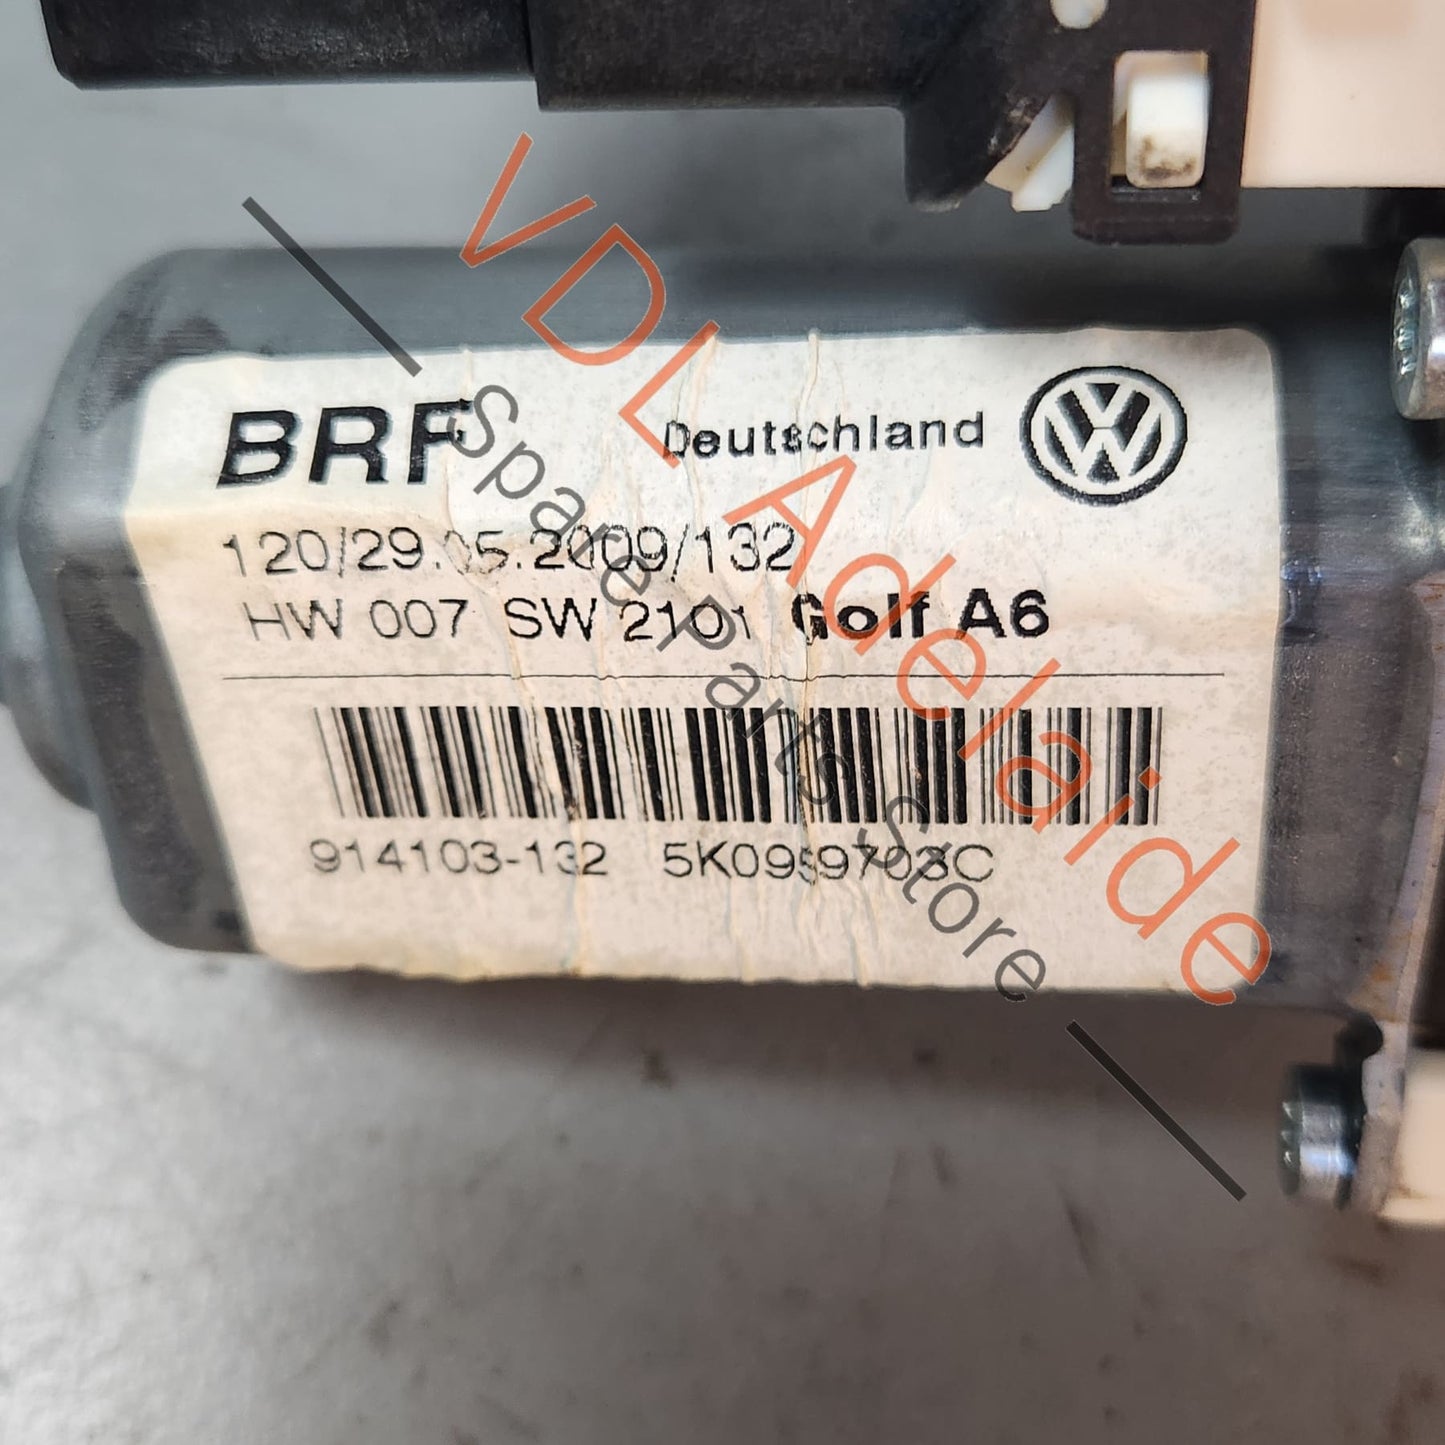 BRF Deutschland
120/29.05.2009/132
HW 007 SW 2101 Golf A6
914103-132 5K0959703C
VDL Adelaide
Spare Parts Store